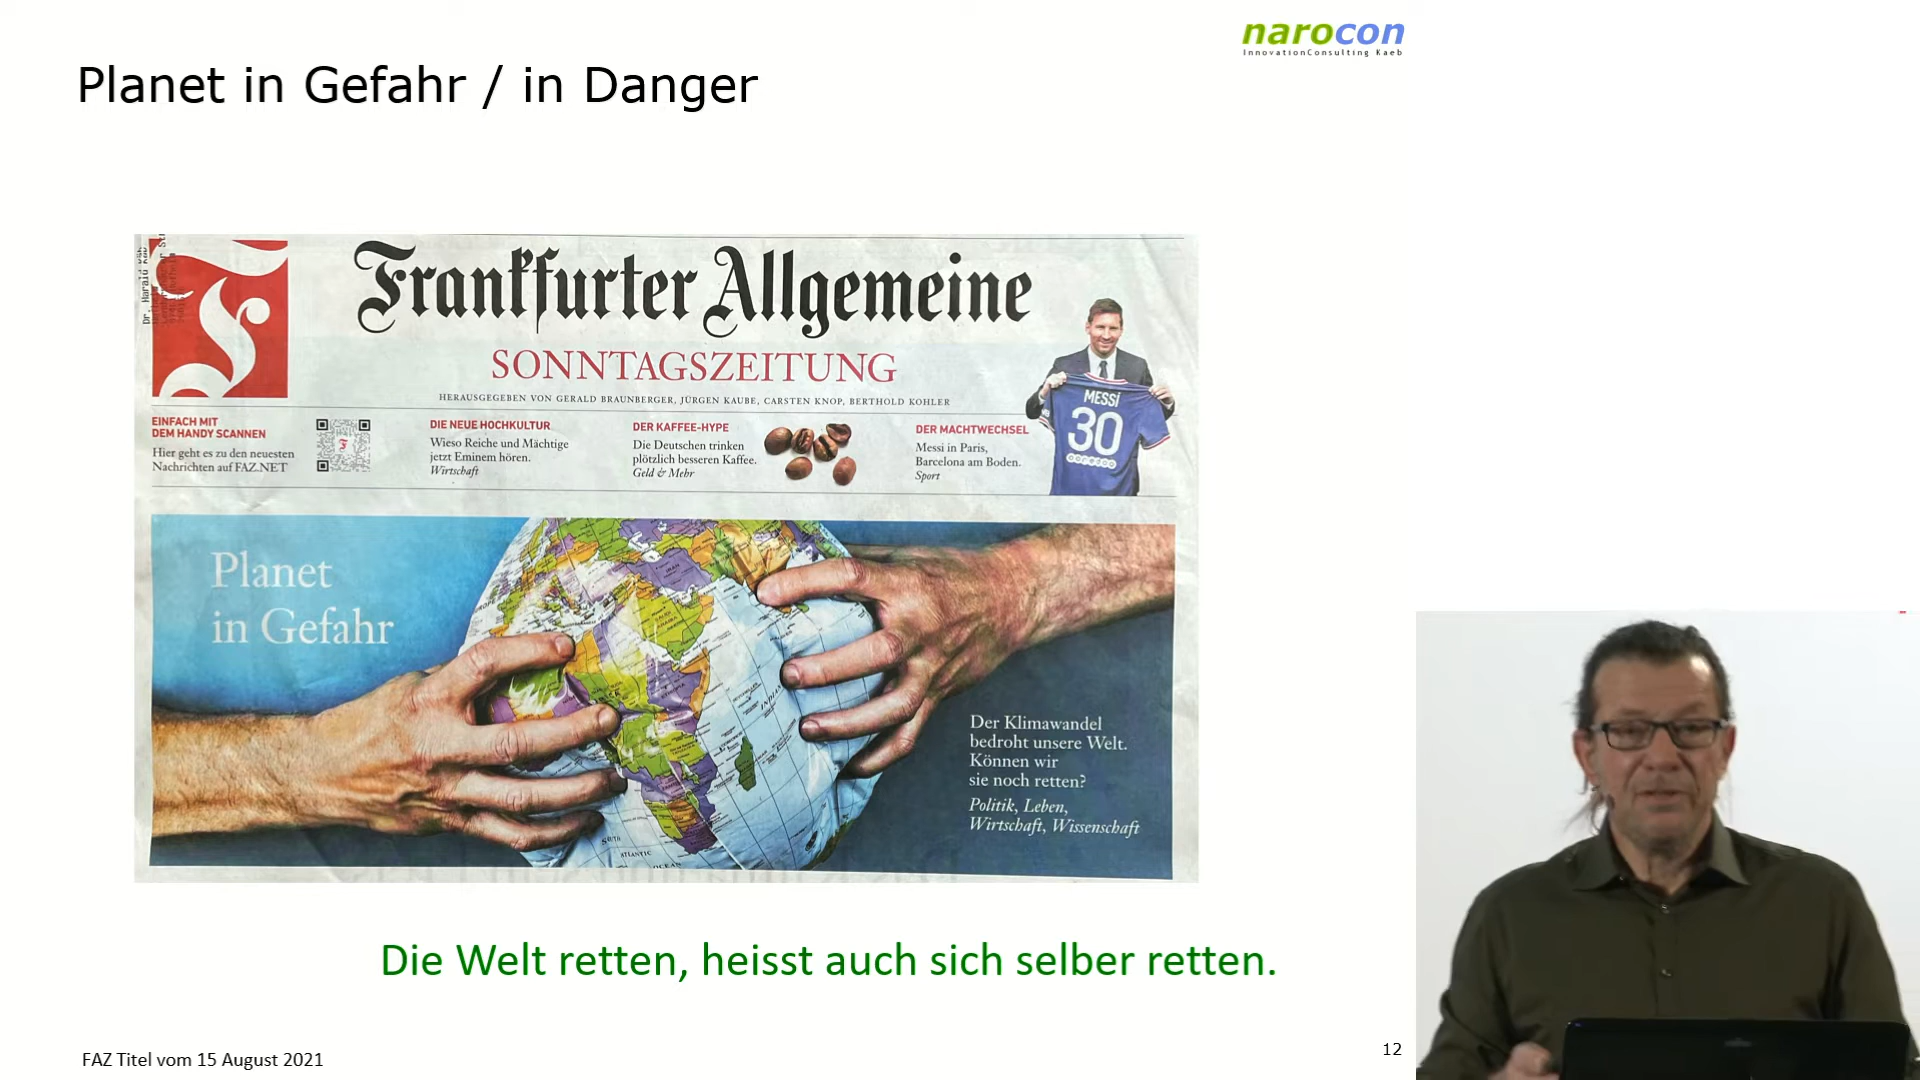 narocon
InnovationConsulting Kaeb
Planet in Gefahr / in Danger
Frankfurter Allgemeine
SONNTAGSZEITUNG
HERAUSGEGEBEN VON GERALD BRAUNBERGER, JÜRGEN KAUBE, CARSTEN KNOP, BERTHOLD KOHLER
EINFACH MIT
DEM HANDY SCANNEN
Hier geht es zu den neuesten
Nachrichten auf FAZ.NET
DIE NEUE HOCHKULTUR
Wieso Reiche und Mächtige
jetzt Eminem hören.
Wirtschaft
DER KAFFEE-HYPE
Die Deutschen trinken
plötzlich besseren Kaffee.
Geld & Mehr
DER MACHTWECHSEL
Messi in Paris,
Barcelona am Boden.
Sport
MESSI
30
ooredoo
Planet
in Gefahr
Der Klimawandel
bedroht unsere Welt.
Können wir
sie noch retten?
Politik, Leben,
Wirtschaft, Wissenschaft
Die Welt retten, heisst auch sich selber retten.
FAZ Titel vom 15 August 2021
12